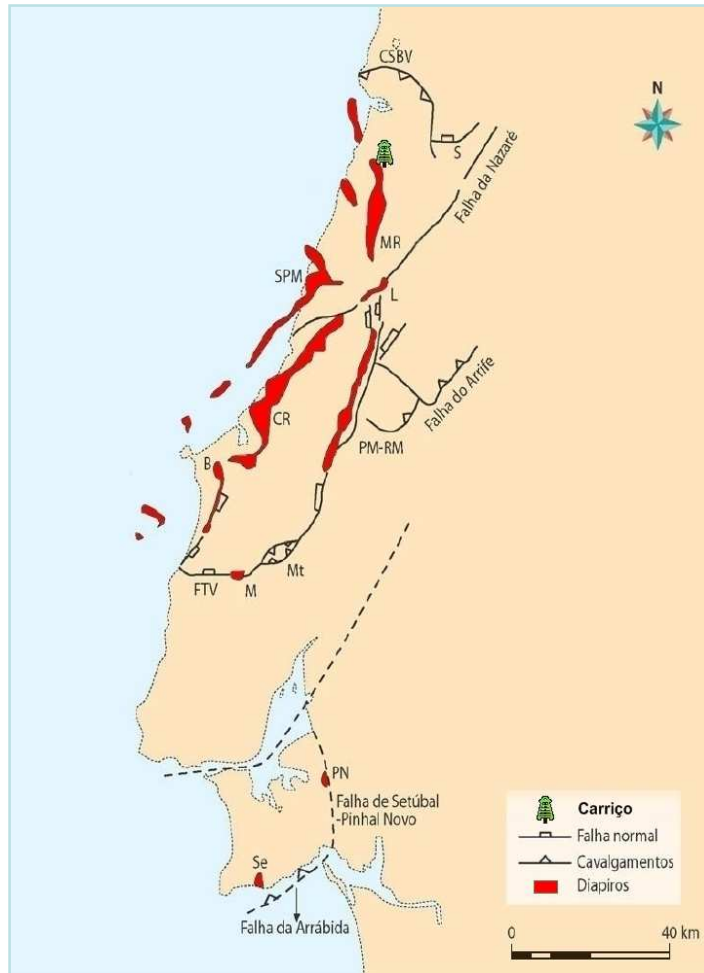 CSBV
N
S
Falha da Nazaré
MR
SPM
L
Falha do Arrife
CR
PM-RM
B
Mt
FTV
M
PN
Falha de Setúbal
-Pinhal Novo
Se
Falha da Arrábida
Carriço
Falha normal
Cavalgamentos
Diapiros
0
40 km